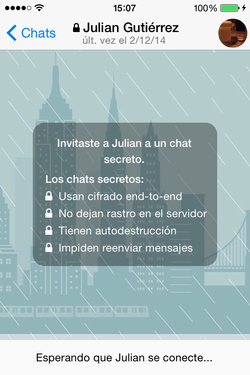 15:07
100%
Chats
Julian Gutiérrez
últ. vez el 2/12/14
Invitaste a Julian a un chat
secreto.
Los chats secretos:
Usan cifrado end-to-end
No dejan rastro en el servidor
Tienen autodestrucción
Impiden reenviar mensajes
Esperando que Julian se conecte...